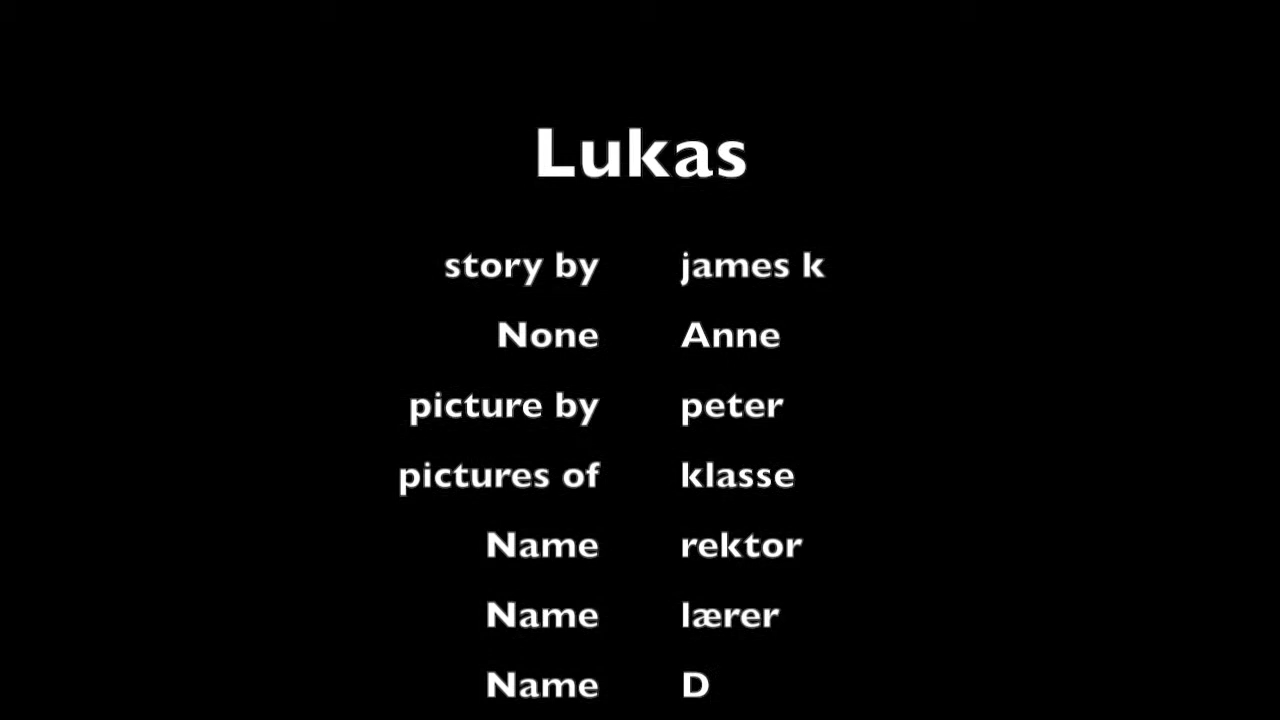 Lukas
story by james k
None Anne
picture by peter
pictures of klasse
Name rektor
Name lærer
Name D